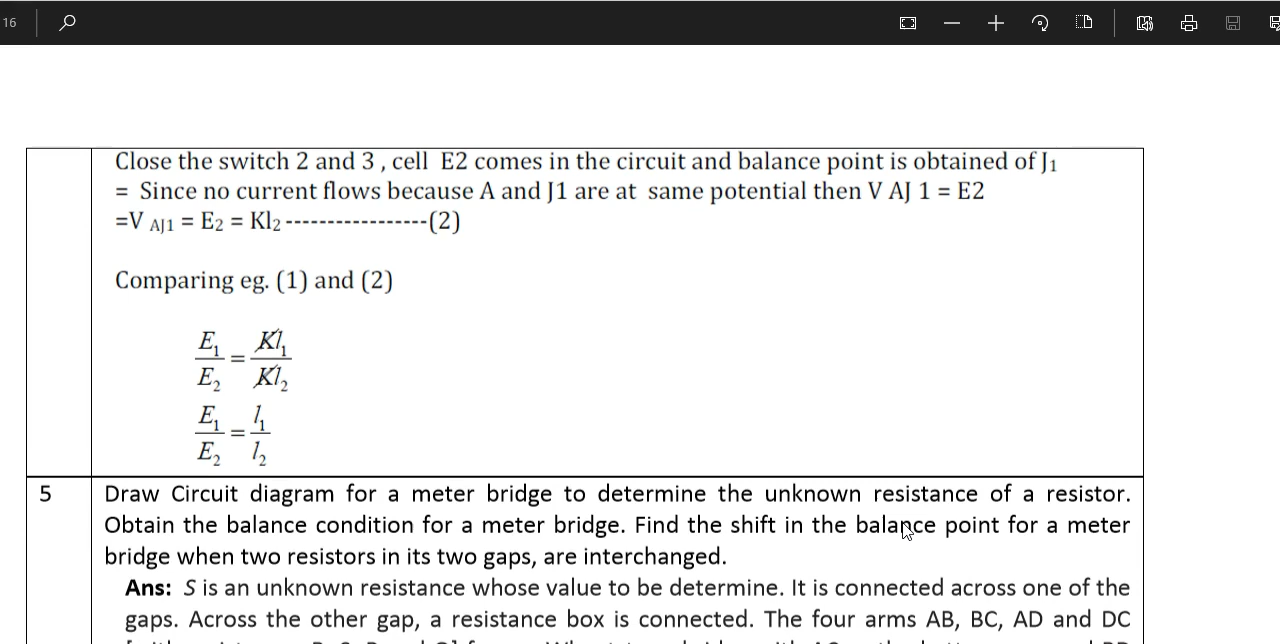 16
Close the switch 2 and 3 , cell E2 comes in the circuit and balance point is obtained of J1
= Since no current flows because A and J1 are at same potential then V AJ 1 = E2
=V AJ1 = E2 = Kl2 -----------------(2)
Comparing eg. (1) and (2)
E1/E2 = Kl1/Kl2
E1/E2 = l1/l2
5 Draw Circuit diagram for a meter bridge to determine the unknown resistance of a resistor.
Obtain the balance condition for a meter bridge. Find the shift in the balance point for a meter
bridge when two resistors in its two gaps, are interchanged.
Ans: S is an unknown resistance whose value to be determine. It is connected across one of the
gaps. Across the other gap, a resistance box is connected. The four arms AB, BC, AD and DC